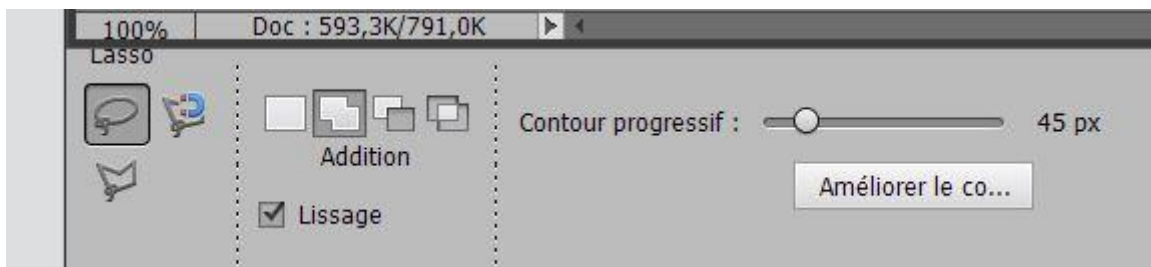 100% Doc : 593,3K/791,0K
Lasso
Contour progressif : 45 px
Addition
Améliorer le co...
Lissage